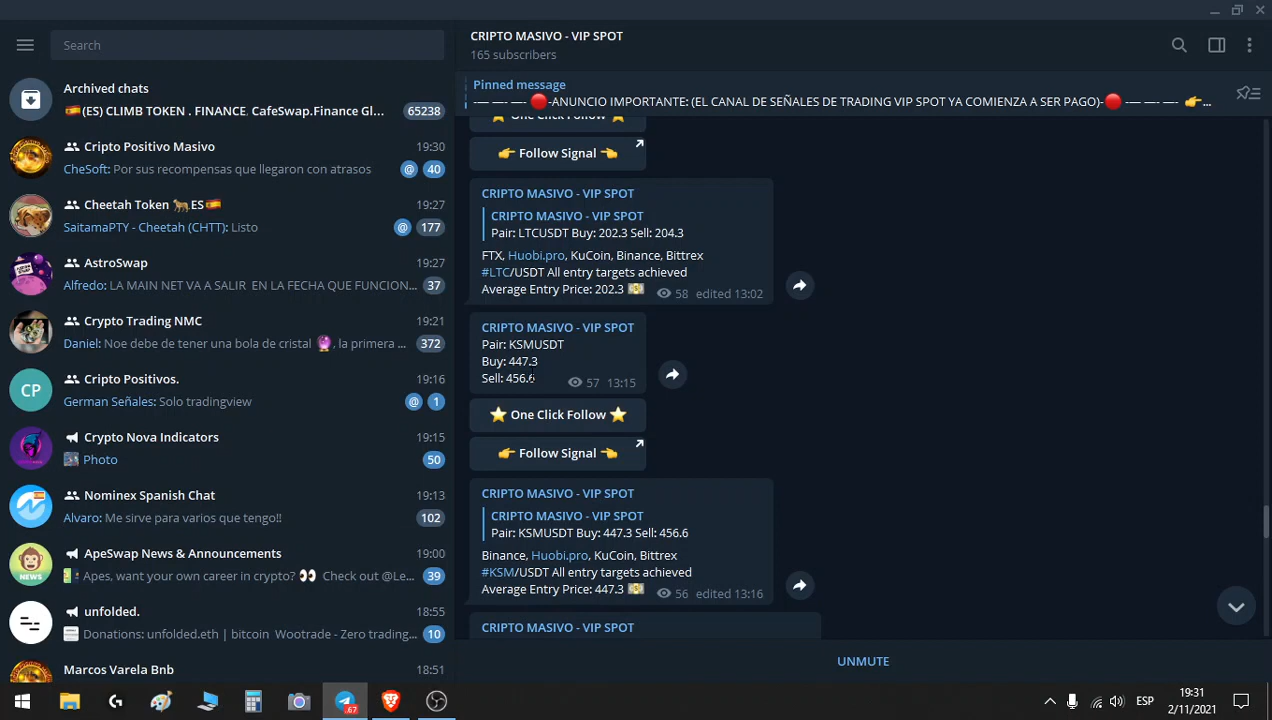 Search
Archived chats
(ES) CLIMB TOKEN . FINANCE, CafeSwap.Finance Gl...
65238
Cripto Positivo Masivo
19:30
CheSoft: Por sus recompensas que llegaron con atrasos
@
40
Cheetah Token 🐆ES🇪🇸
19:27
SaitamaPTY - Cheetah (CHTT): Listo
@
177
AstroSwap
19:27
Alfredo: LA MAIN NET VA A SALIR EN LA FECHA QUE FUNCION...
37
Crypto Trading NMC
19:21
Daniel: Noe debe de tener una bola de cristal 🔮, la primera ...
372
CP
Cripto Positivos.
19:16
German Señales: Solo tradingview
@
1
Crypto Nova Indicators
19:15
Photo
50
Nominex Spanish Chat
19:13
Alvaro: Me sirve para varios que tengo!!
102
NEWS
ApeSwap News & Announcements
19:00
Apes, want your own career in crypto? 👀 Check out @Le...
39
unfolded.
18:55
Donations: unfolded.eth | bitcoin Wootrade - Zero trading...
10
Marcos Varela Bnb
18:51
CRIPTO MASIVO - VIP SPOT
165 subscribers
Pinned message
-— —- —- 🔴-ANUNCIO IMPORTANTE: (EL CANAL DE SEÑALES DE TRADING VIP SPOT YA COMIENZA A SER PAGO)-🔴 -— —- —- 👉...
⭐ One Click Follow ⭐
👉 Follow Signal 👈
CRIPTO MASIVO - VIP SPOT
CRIPTO MASIVO - VIP SPOT
Pair: LTCUSDT Buy: 202.3 Sell: 204.3
FTX, Huobi.pro, KuCoin, Binance, Bittrex
#LTC/USDT All entry targets achieved
Average Entry Price: 202.3 💵
58 edited 13:02
CRIPTO MASIVO - VIP SPOT
Pair: KSMUSDT
Buy: 447.3
Sell: 456.6
57 13:15
⭐ One Click Follow ⭐
👉 Follow Signal 👈
CRIPTO MASIVO - VIP SPOT
CRIPTO MASIVO - VIP SPOT
Pair: KSMUSDT Buy: 447.3 Sell: 456.6
Binance, Huobi.pro, KuCoin, Bittrex
#KSM/USDT All entry targets achieved
Average Entry Price: 447.3 💵
56 edited 13:16
CRIPTO MASIVO - VIP SPOT
UNMUTE
.67
ESP
19:31
2/11/2021